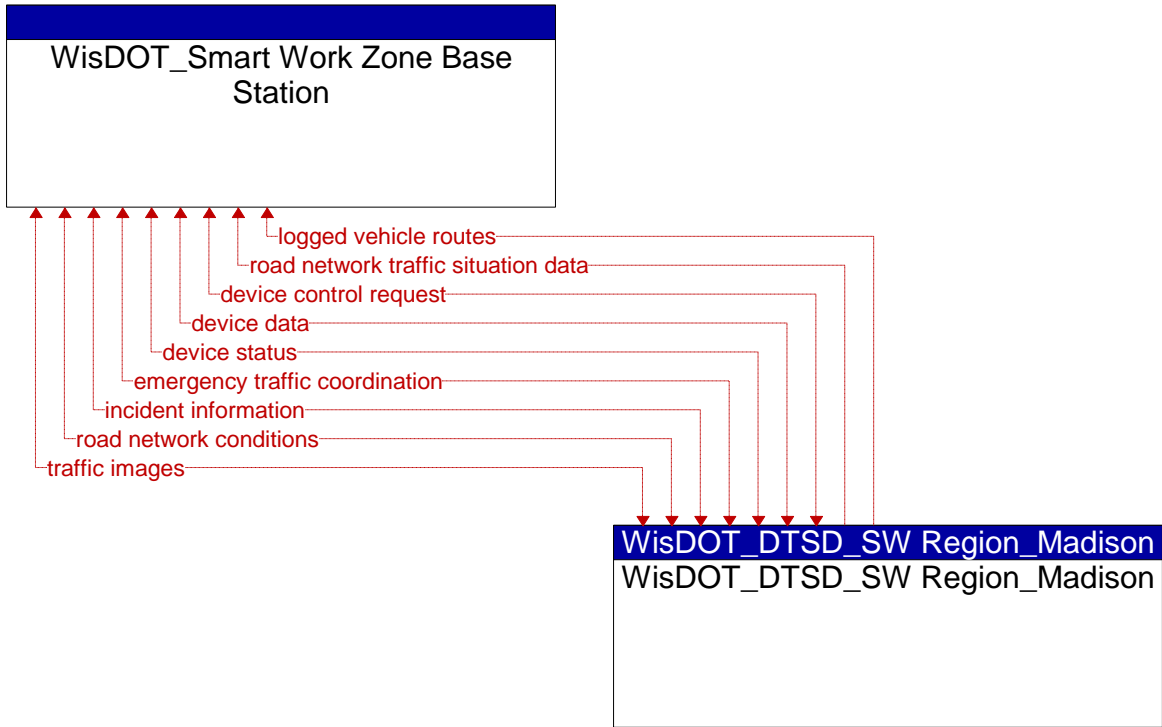 WisDOT_Smart Work Zone Base
Station
logged vehicle routes
road network traffic situation data
device control request
device data
device status
emergency traffic coordination
incident information
road network conditions
traffic images
WisDOT_DTSD_SW Region_Madison
WisDOT_DTSD_SW Region_Madison